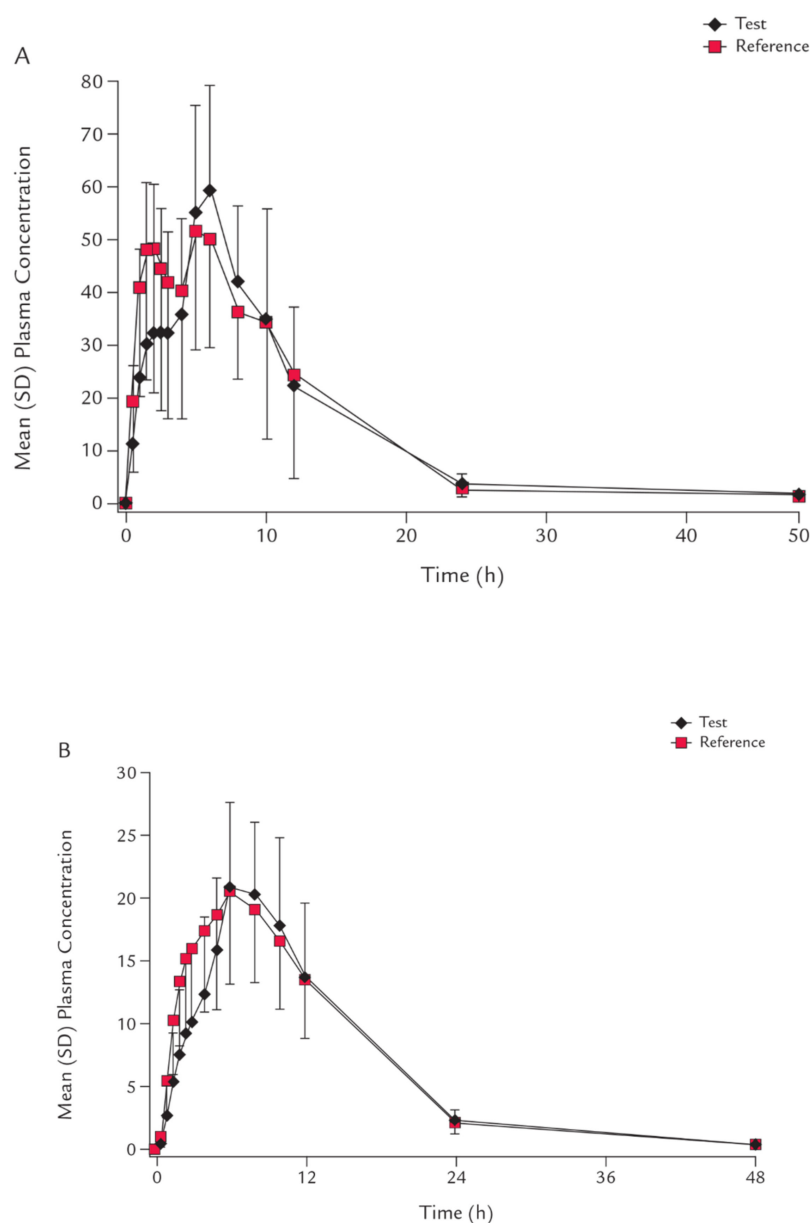 Test
Reference
A
80
70
60
50
40
30
20
10
0
Mean (SD) Plasma Concentration
0 10 20 30 40 50
Time (h)
Test
Reference
B
30
25
20
15
10
5
0
Mean (SD) Plasma Concentration
0 12 24 36 48
Time (h)